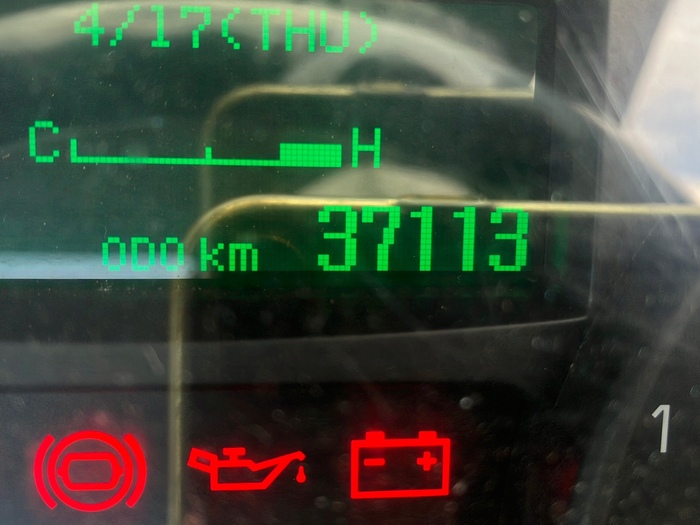 4/17(THU)
C H
ODO km 37113
- +
1